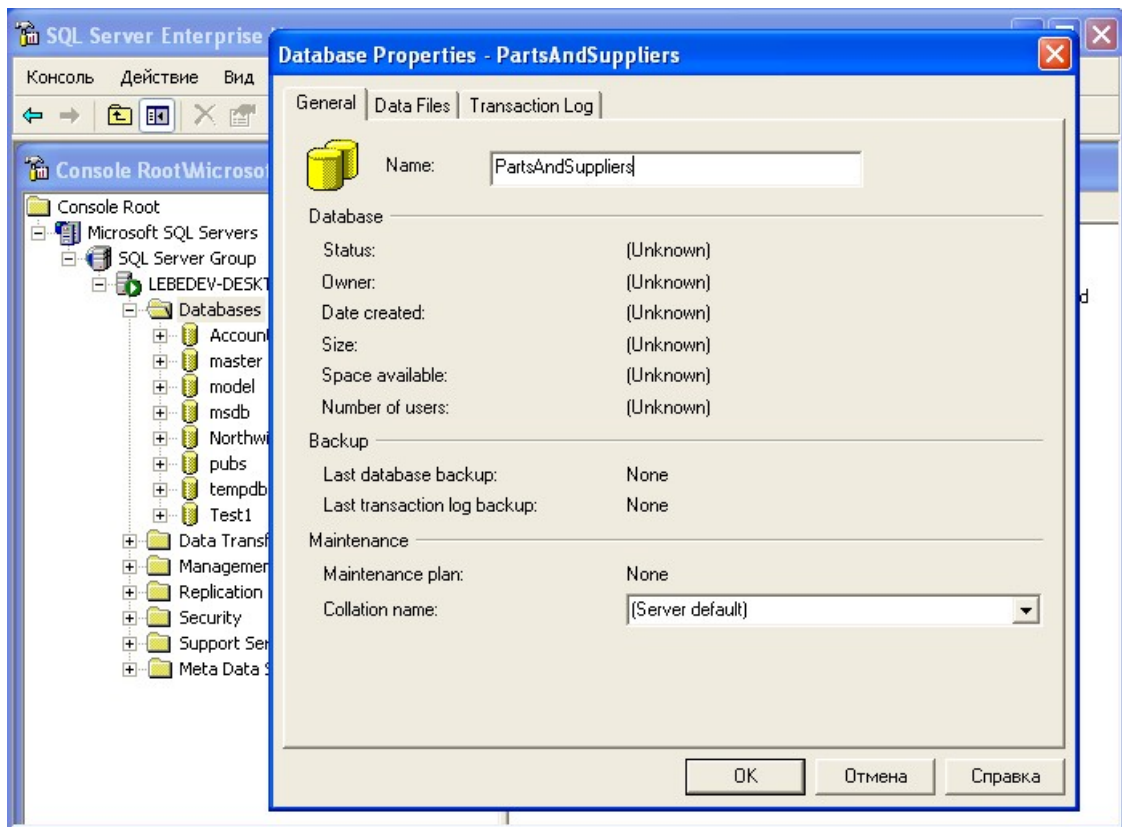 SQL Server Enterprise
Консоль Действие Вид
Console Root\Microso
Console Root
Microsoft SQL Servers
SQL Server Group
LEBEDEV-DESKT
Databases
Account
master
model
msdb
Northwi
pubs
tempdb
Test1
Data Transf
Managemen
Replication
Security
Support Ser
Meta Data S
d
Database Properties - PartsAndSuppliers
General Data Files Transaction Log
Name: PartsAndSuppliers
Database
Status: (Unknown)
Owner: (Unknown)
Date created: (Unknown)
Size: (Unknown)
Space available: (Unknown)
Number of users: (Unknown)
Backup
Last database backup: None
Last transaction log backup: None
Maintenance
Maintenance plan: None
Collation name: (Server default)
OK Отмена Справка